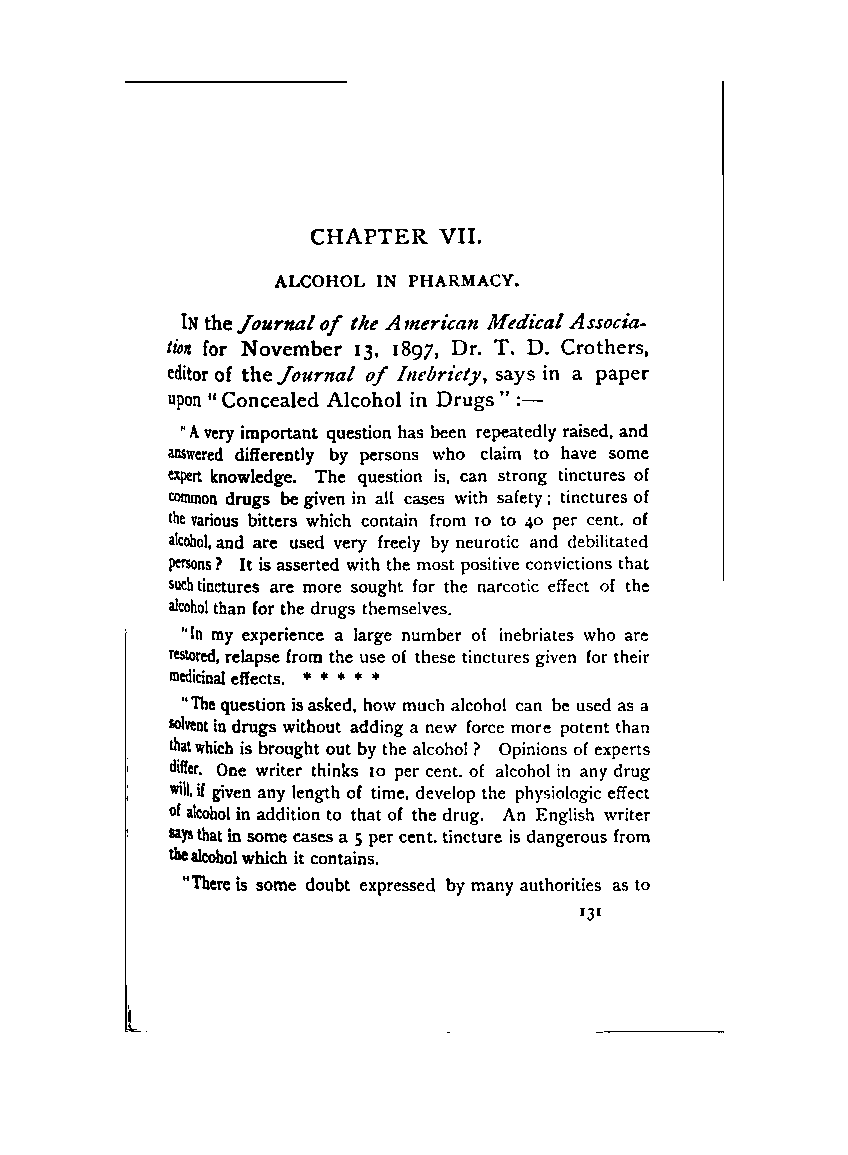 CHAPTER VII.
ALCOHOL IN PHARMACY.
IN the Journal of the American Medical Associa-
tion for November 13, 1897, Dr. T. D. Crothers,
editor of the Journal of Inebriety, says in a paper
upon "Concealed Alcohol in Drugs" :—
"A very important question has been repeatedly raised, and
answered differently by persons who claim to have some
expert knowledge. The question is, can strong tinctures of
common drugs be given in all cases with safety; tinctures of
the various bitters which contain from 10 to 40 per cent. of
alcohol, and are used very freely by neurotic and debilitated
persons? It is asserted with the most positive convictions that
such tinctures are more sought for the narcotic effect of the
alcohol than for the drugs themselves.
"In my experience a large number of inebriates who are
restored, relapse from the use of these tinctures given for their
medicinal effects. * * * * *
"The question is asked, how much alcohol can be used as a
solvent in drugs without adding a new force more potent than
that which is brought out by the alcohol? Opinions of experts
differ. One writer thinks 10 per cent. of alcohol in any drug
will, if given any length of time, develop the physiologic effect
of alcohol in addition to that of the drug. An English writer
says that in some cases a 5 per cent. tincture is dangerous from
the alcohol which it contains.
"There is some doubt expressed by many authorities as to
131